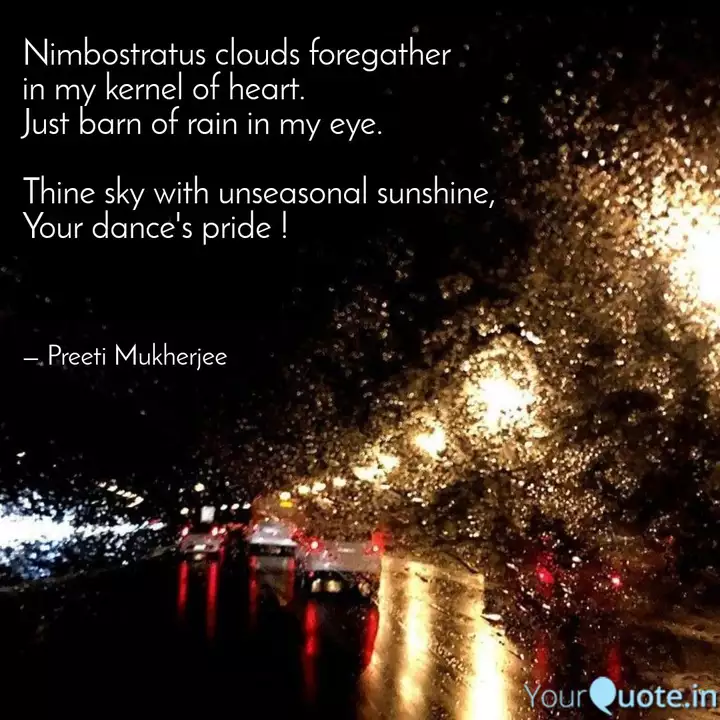 Nimbostratus clouds foregather
in my kernel of heart.
Just barn of rain in my eye.
Thine sky with unseasonal sunshine,
Your dance's pride !
– Preeti Mukherjee
YourQuote.in